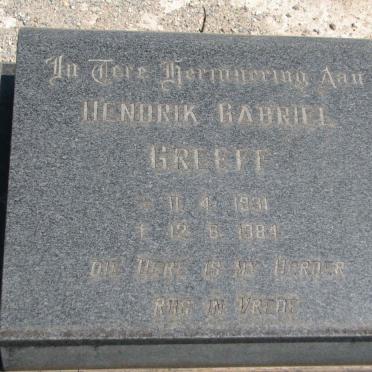 In Tere Herinnering Aan
HENDRIK GABRIEL
GREEFF
* 11. 4. 1931
† 12. 6. 1984
DIE HERE IS MY HERDER
RUS IN VREDE